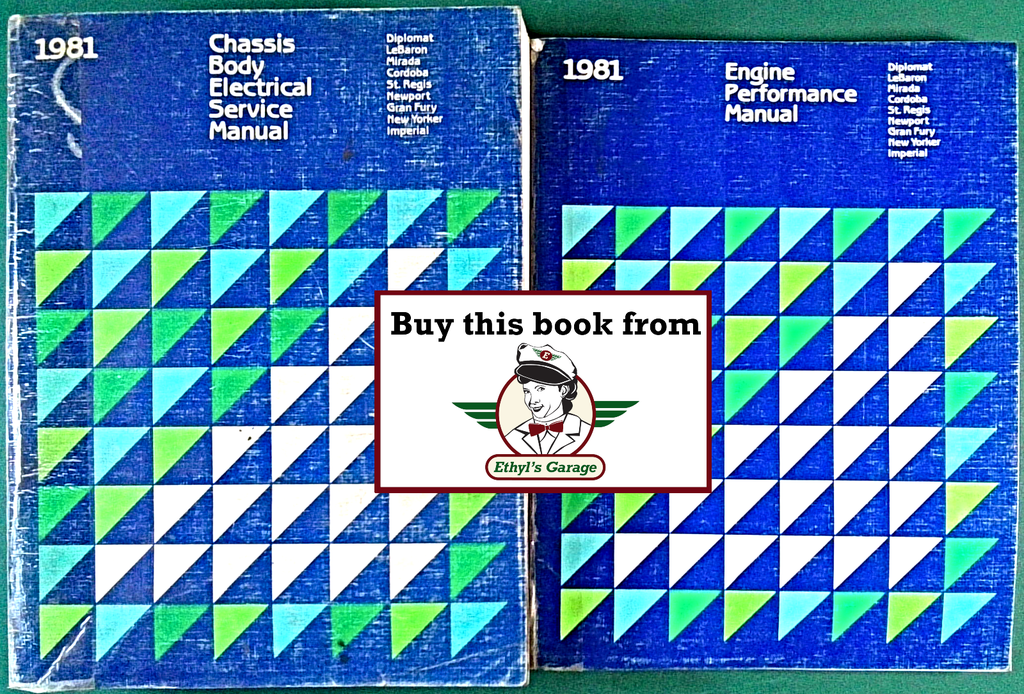 1981
Chassis
Body
Electrical
Service
Manual
Diplomat
LeBaron
Mirada
Cordoba
St. Regis
Newport
Gran Fury
New Yorker
Imperial
1981
Engine
Performance
Manual
Diplomat
LeBaron
Mirada
Cordoba
St. Regis
Newport
Gran Fury
New Yorker
Imperial
Buy this book from
E
Ethyl's Garage